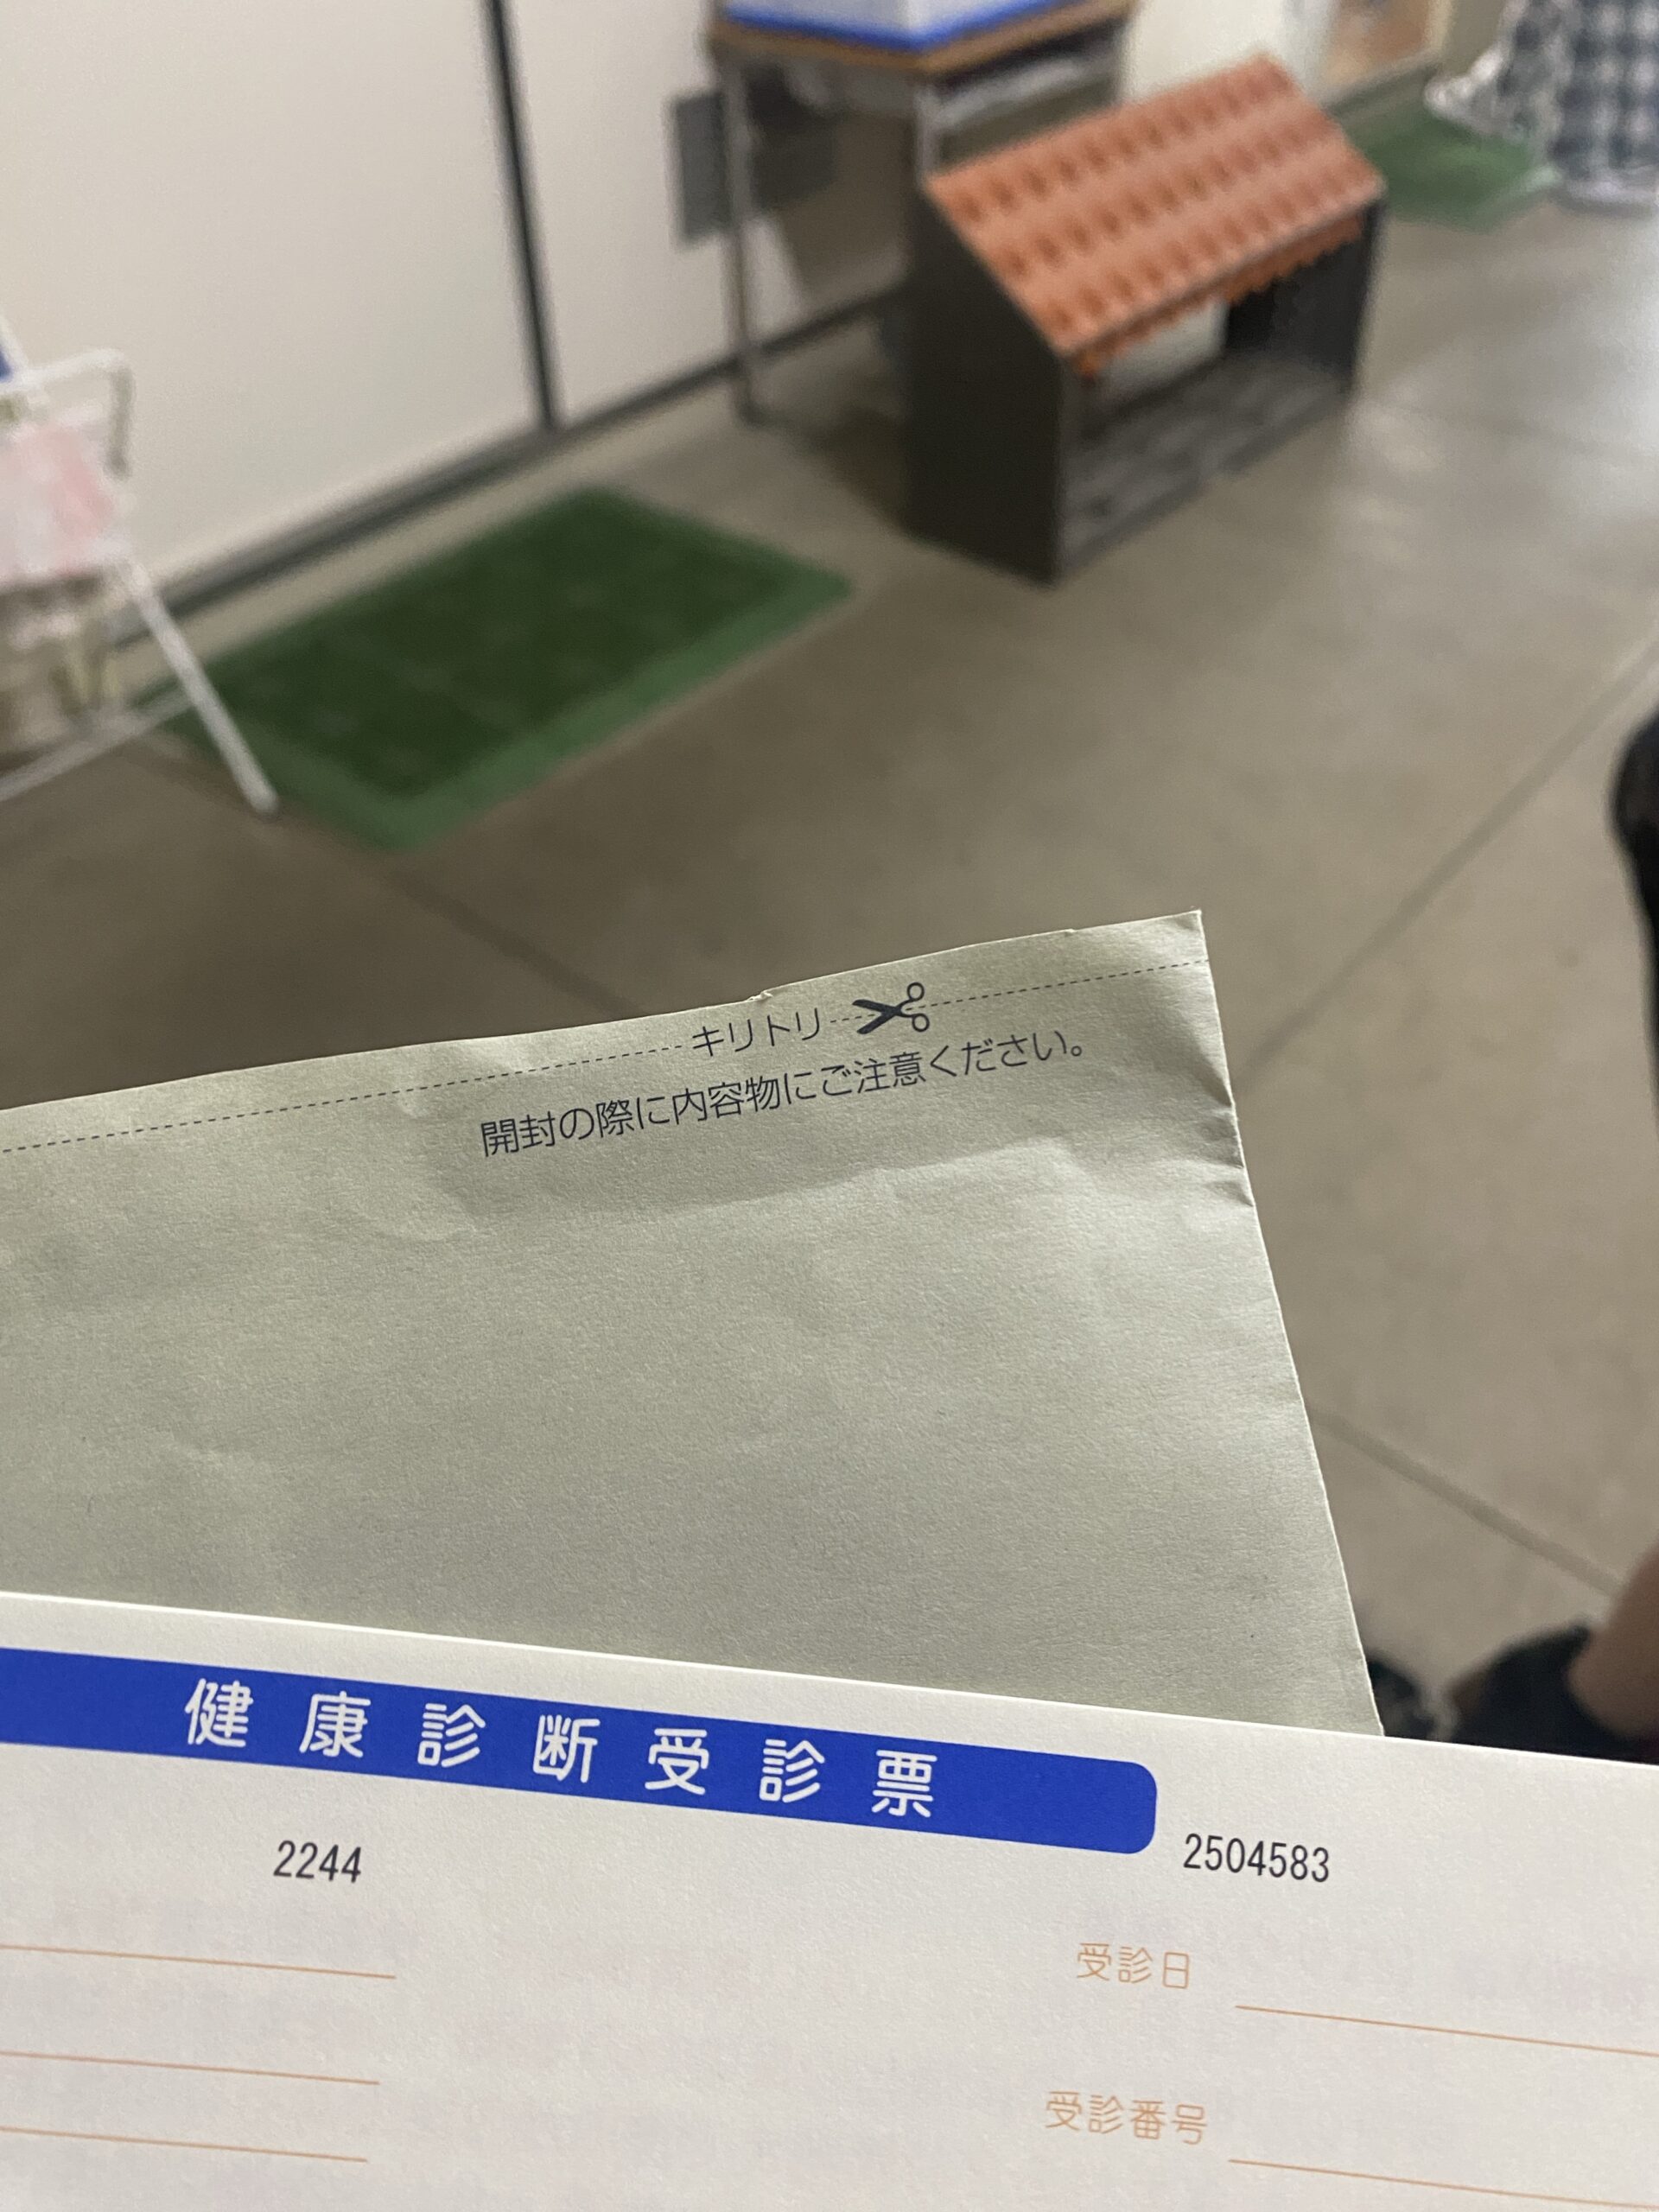 キリトリ
開封の際に内容物にご注意ください。
健康診断受診票
2244
2504583
受診日
受診番号